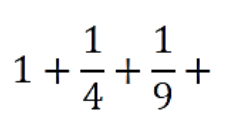 1 + 1/4 + 1/9 +